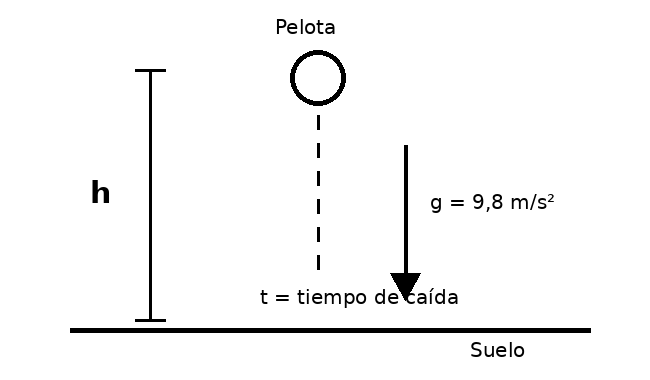 Pelota
h
g = 9,8 m/s²
t = tiempo de caída
Suelo